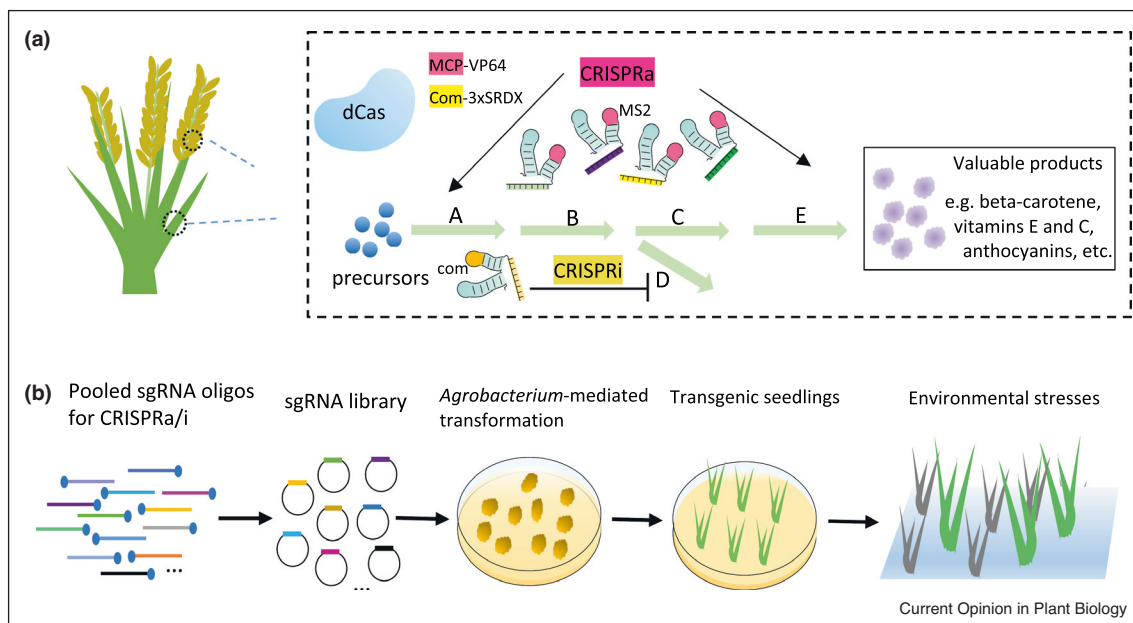 (a)
MCP-VP64
Com-3xSRDX
dCas
CRISPRa
MS2
A
B
C
E
precursors
com
CRISPRi
D
Valuable products
e.g. beta-carotene,
vitamins E and C,
anthocyanins, etc.
(b)
Pooled sgRNA oligos
for CRISPRa/i
...
sgRNA library
...
Agrobacterium-mediated
transformation
Transgenic seedlings
Environmental stresses
Current Opinion in Plant Biology